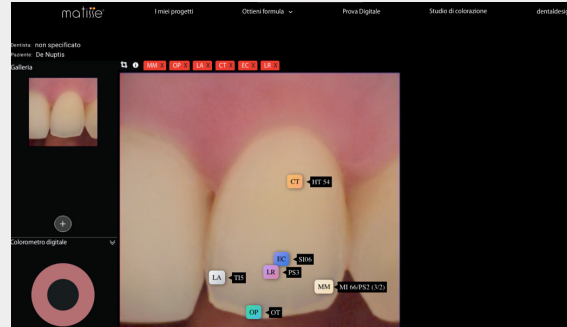 matisse
I miei progetti
Ottieni formula
Prova Digitale
Studio di colorazione
dentaldesig
Dentista: non specificato
Paziente: De Nuptis
Galleria
MM X
OP X
LA X
CT X
EC X
LR X
CT HT 54
EC SI06
LR PS3
LA TI5
MM MI 66/PS2 (3/2)
OP OT
Colorometro digitale